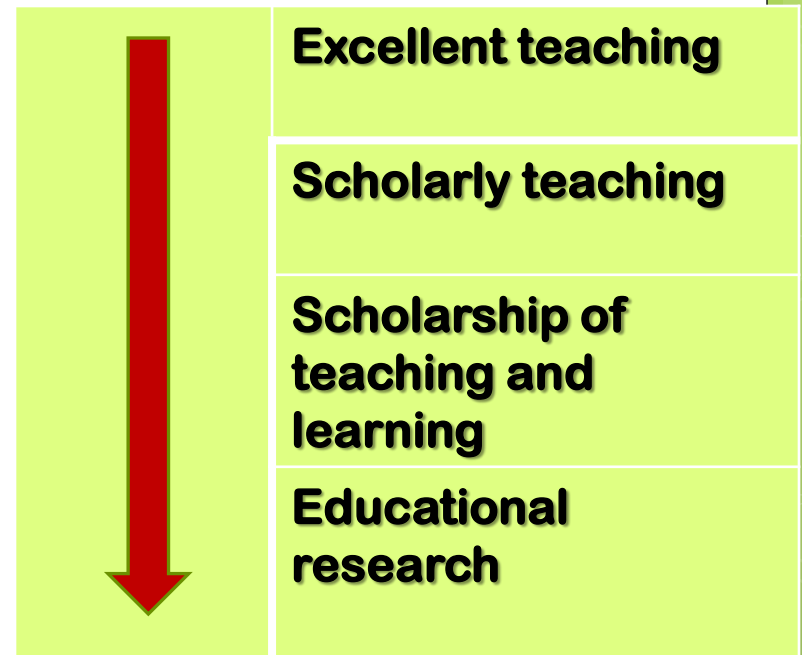 Excellent teaching
Scholarly teaching
Scholarship of
teaching and
learning
Educational
research